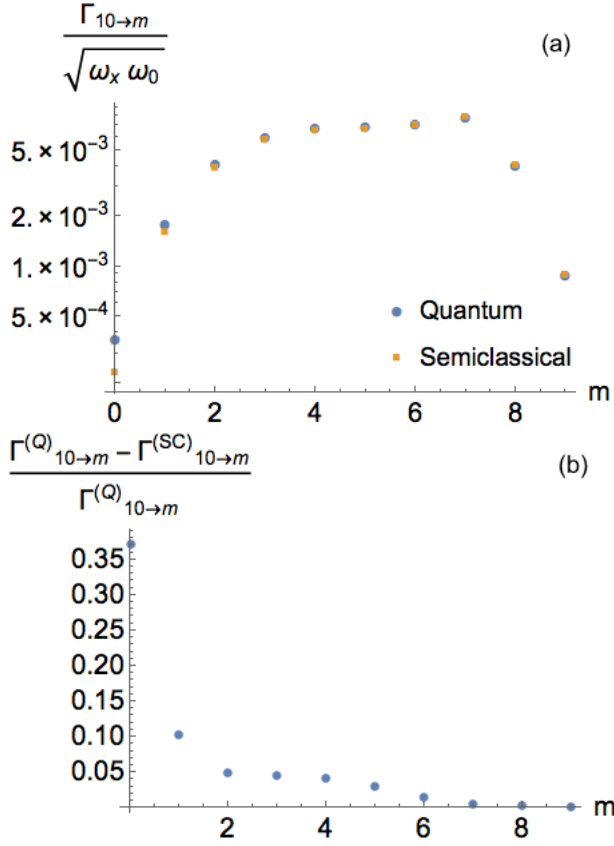 Γ10→m
√ωx ω0
(a)
5.×10⁻³
2.×10⁻³
1.×10⁻³
5.×10⁻⁴
Quantum
Semiclassical
0 2 4 6 8 m
Γ(Q)10→m − Γ(SC)10→m
Γ(Q)10→m
(b)
0.35
0.30
0.25
0.20
0.15
0.10
0.05
2 4 6 8 m